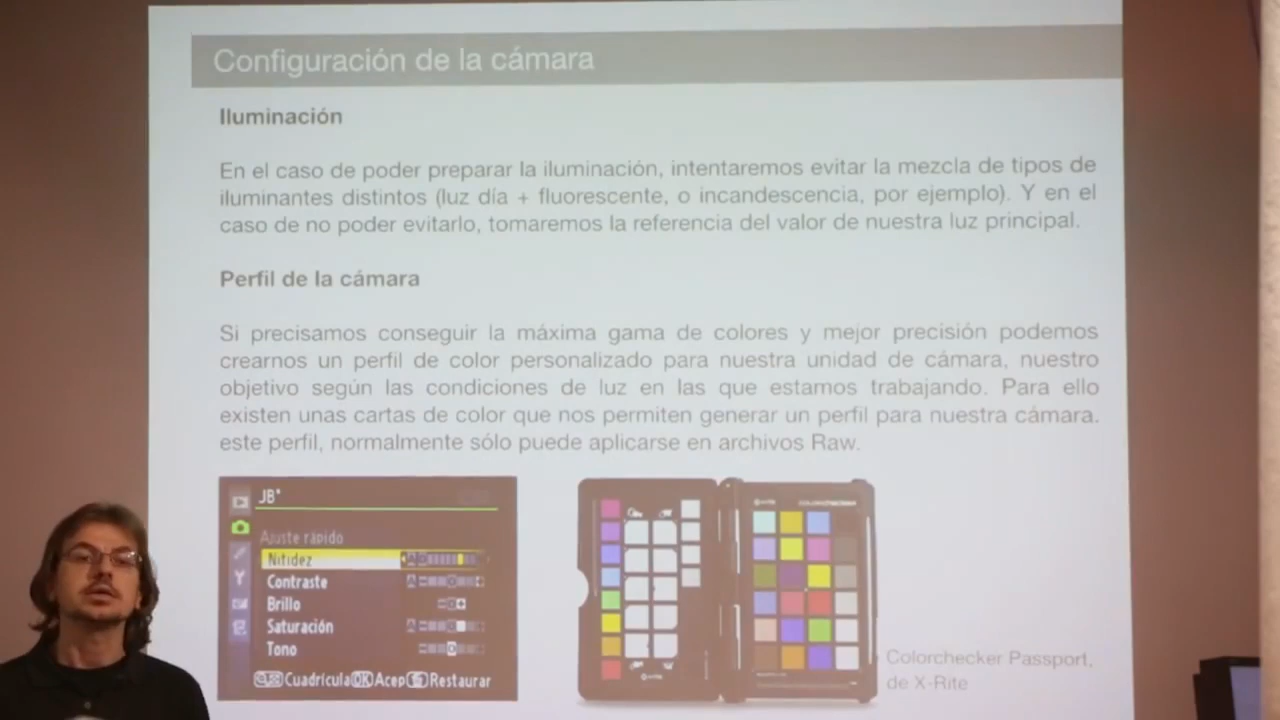 Configuración de la cámara
Iluminación
En el caso de poder preparar la iluminación, intentaremos evitar la mezcla de tipos de
iluminantes distintos (luz día + fluorescente, o incandescencia, por ejemplo). Y en el
caso de no poder evitarlo, tomaremos la referencia del valor de nuestra luz principal.
Perfil de la cámara
Si precisamos conseguir la máxima gama de colores y mejor precisión podemos
crearnos un perfil de color personalizado para nuestra unidad de cámara, nuestro
objetivo según las condiciones de luz en las que estamos trabajando. Para ello
existen unas cartas de color que nos permiten generar un perfil para nuestra cámara.
este perfil, normalmente sólo puede aplicarse en archivos Raw.
JB*
Ajuste rápido
Nitidez
Contraste
Brillo
Saturación
Tono
Cuadrícula OK Acep Restaurar
Colorchecker Passport,
de X-Rite